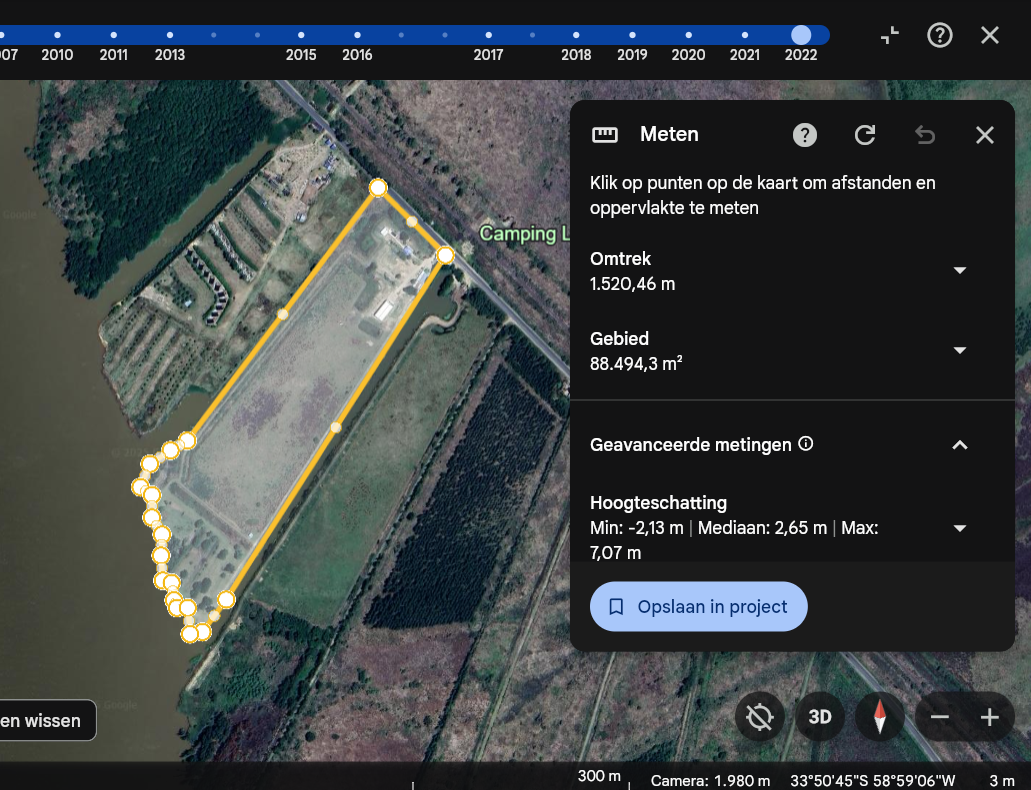 007 2010 2011 2013 2015 2016 2017 2018 2019 2020 2021 2022
Meten
Klik op punten op de kaart om afstanden en
oppervlakte te meten
Camping L
Omtrek
1.520,46 m
Gebied
88.494,3 m²
Geavanceerde metingen
Hoogteschatting
Min: -2,13 m | Mediaan: 2,65 m | Max:
7,07 m
Opslaan in project
en wissen
3D
300 m
Camera: 1.980 m 33°50'45"S 58°59'06"W 3 m